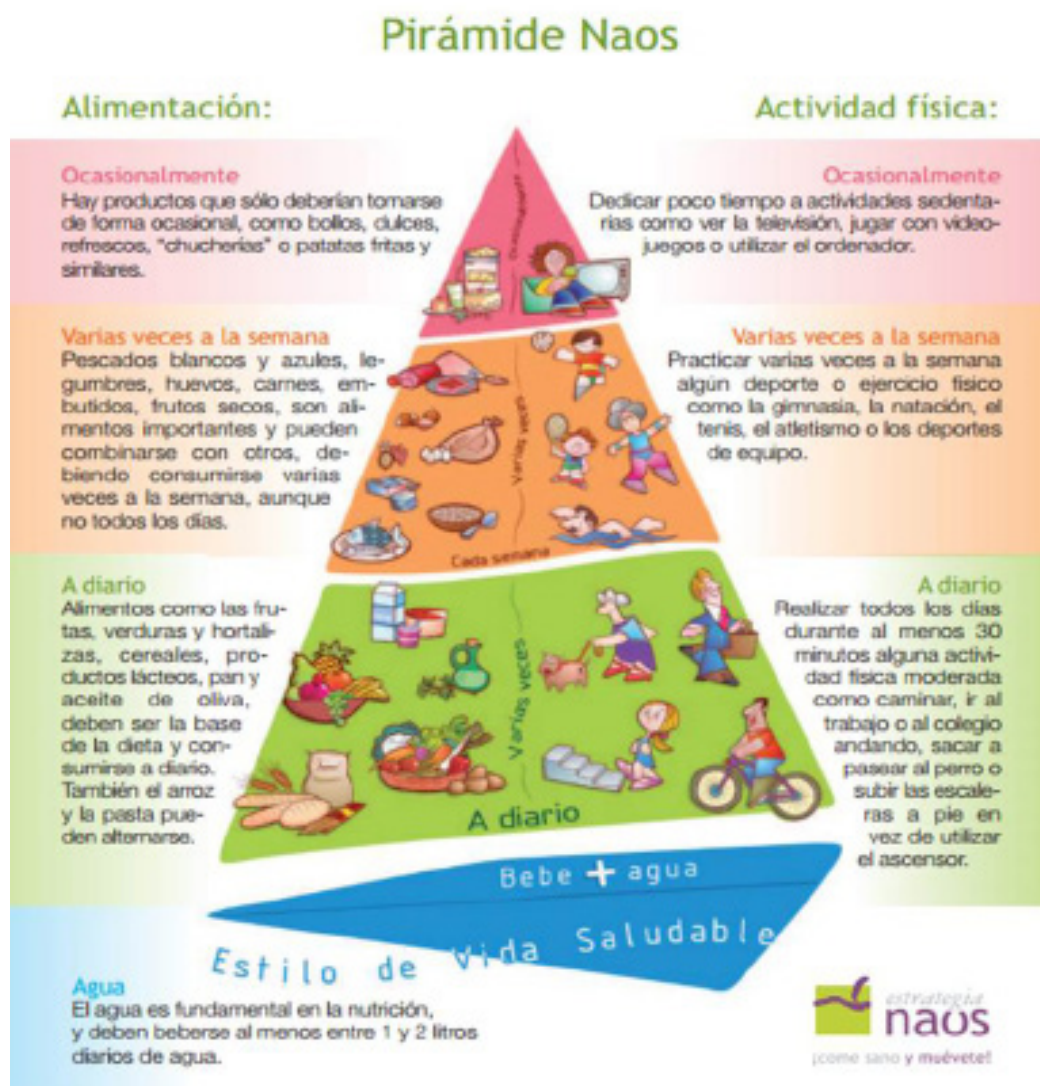 Pirámide Naos
Alimentación:
Actividad física:
Ocasionalmente
Hay productos que sólo deberían tomarse
de forma ocasional, como bollos, dulces,
refrescos, "chucherías" o patatas fritas y
similares.
Ocasionalmente
Dedicar poco tiempo a actividades sedenta-
rias como ver la televisión, jugar con video-
juegos o utilizar el ordenador.
Ocasionalmente
Varias veces a la semana
Pescados blancos y azules, le-
gumbres, huevos, carnes, em-
butidos, frutos secos, son ali-
mentos importantes y pueden
combinarse con otros, de-
biendo consumirse varias
veces a la semana, aunque
no todos los días.
Varias veces a la semana
Practicar varias veces a la semana
algún deporte o ejercicio físico
como la gimnasia, la natación, el
tenis, el atletismo o los deportes
de equipo.
Varias veces
Cada semana
A diario
Alimentos como las fru-
tas, verduras y hortali-
zas, cereales, pro-
ductos lácteos, pan y
aceite de oliva,
deben ser la base
de la dieta y con-
sumirse a diario.
También el arroz
y la pasta pue-
den alternarse.
A diario
Realizar todos los días
durante al menos 30
minutos alguna activi-
dad física moderada
como caminar, ir al
trabajo o al colegio
andando, sacar a
pasear al perro o
subir las escale-
ras a pie en
vez de utilizar
el ascensor.
Varias veces
A diario
Bebe + agua
Estilo de Vida Saludable
Agua
El agua es fundamental en la nutrición,
y deben beberse al menos entre 1 y 2 litros
diarios de agua.
estrategia
naos
¡come sano y muévete!